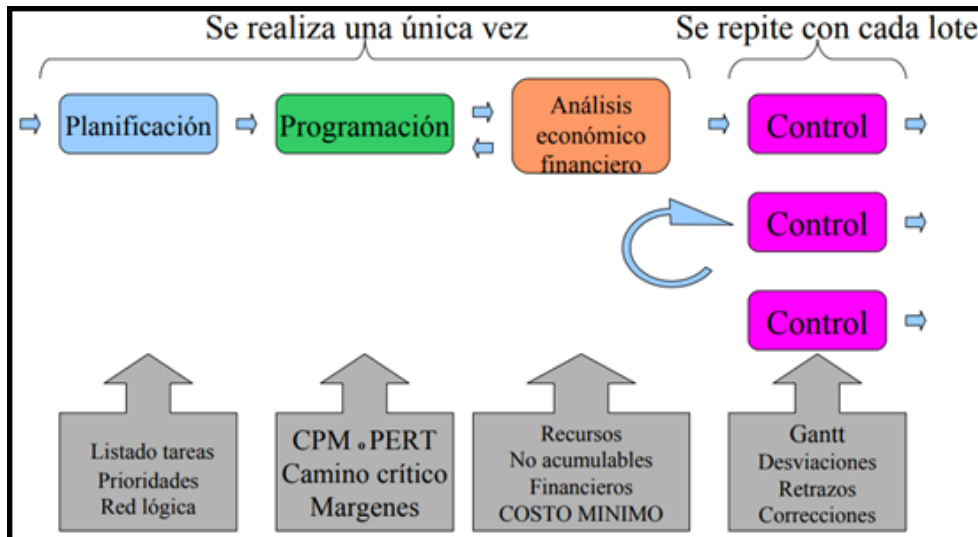 Se realiza una única vez
Se repite con cada lote
Planificación
Programación
Análisis
económico
financiero
Control
Control
Control
Listado tareas
Prioridades
Red lógica
CPM o PERT
Camino crítico
Margenes
Recursos
No acumulables
Financieros
COSTO MINIMO
Gantt
Desviaciones
Retrazos
Correcciones